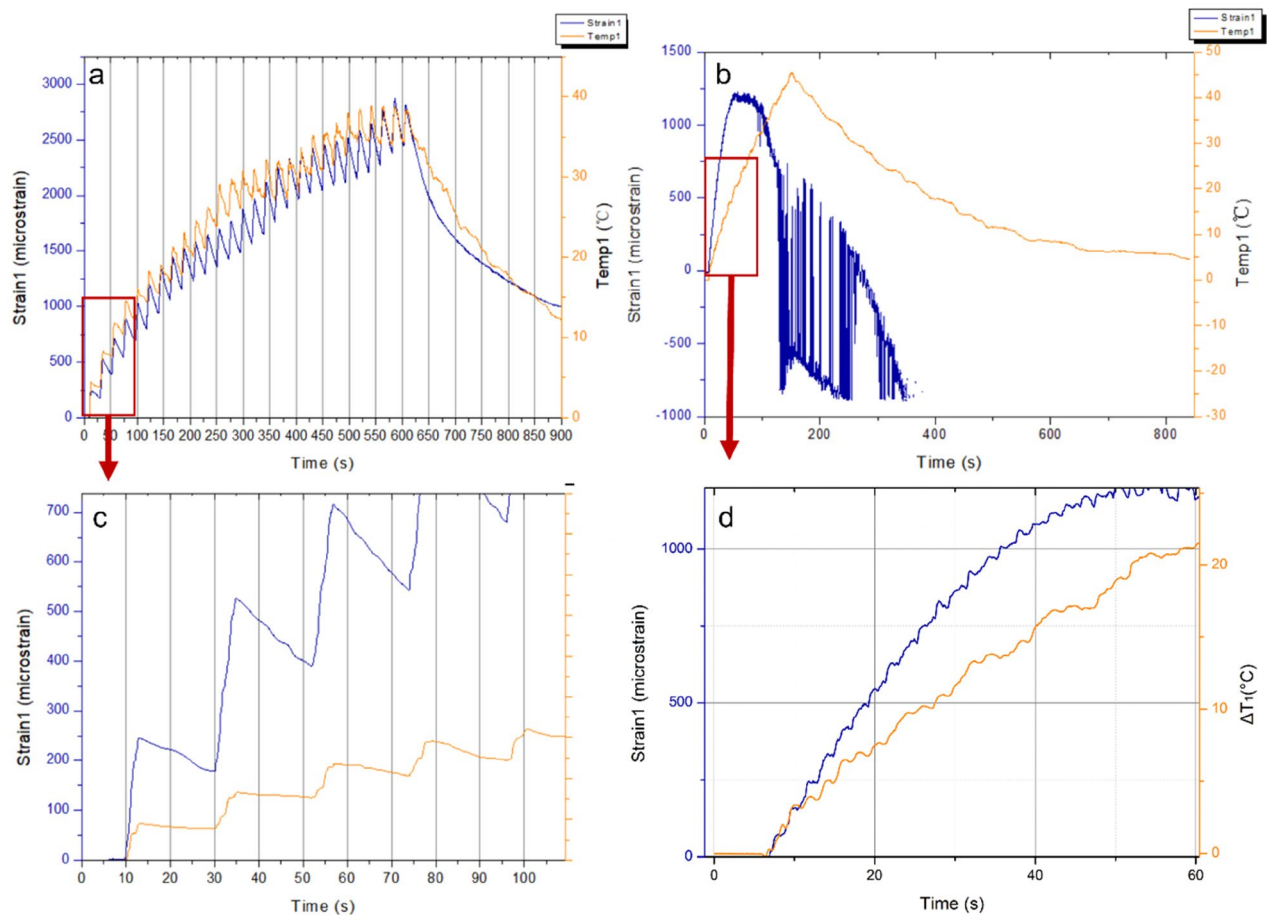 Strain1
Temp1
a
Strain1 (microstrain)
3000
2500
2000
1500
1000
500
0
40
30
20
10
0
Temp1 (℃)
0 50 100 150 200 250 300 350 400 450 500 550 600 650 700 750 800 850 900
Time (s)
Strain1
Temp1
b
Strain1 (microstrain)
1500
1000
500
0
-500
-1000
50
40
30
20
10
0
-10
-20
-30
Temp1 (℃)
0 200 400 600 800
Time (s)
c
Strain1 (microstrain)
700
600
500
400
300
200
100
0
0 10 20 30 40 50 60 70 80 90 100
Time (s)
d
Strain1 (microstrain)
1000
500
0
20
10
0
ΔT₁(°C)
0 20 40 60
Time (s)